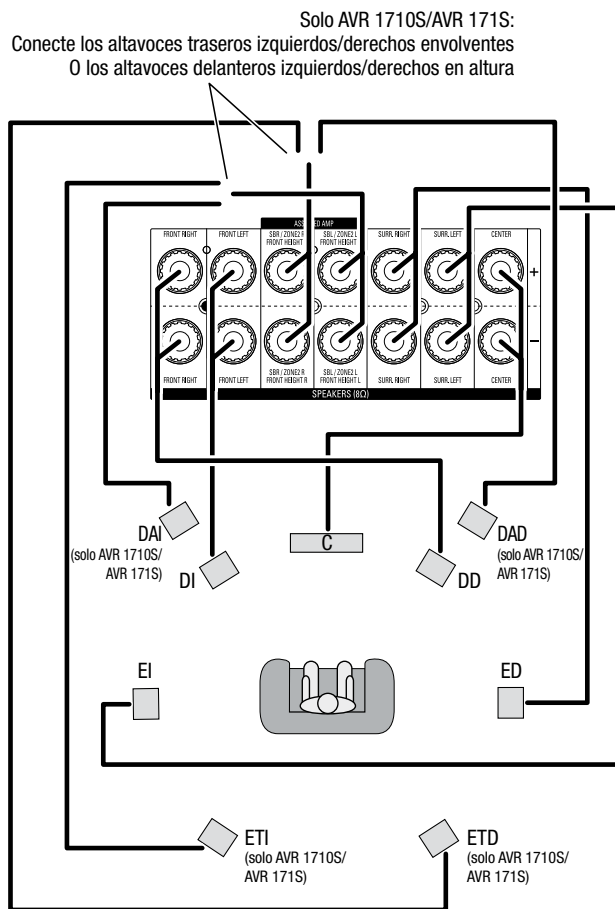 Solo AVR 1710S/AVR 171S:
Conecte los altavoces traseros izquierdos/derechos envolventes
O los altavoces delanteros izquierdos/derechos en altura
FRONT RIGHT
FRONT LEFT
SBR / ZONE2 R
FRONT HEIGHT
SBL / ZONE2 L
FRONT HEIGHT
SURR. RIGHT
SURR. LEFT
CENTER
+
−
FRONT RIGHT
FRONT LEFT
SBR / ZONE2 R
FRONT HEIGHT R
SBL / ZONE2 L
FRONT HEIGHT L
SURR. RIGHT
SURR. LEFT
CENTER
SPEAKERS (8Ω)
DAI
(solo AVR 1710S/
AVR 171S)
DI
C
DD
DAD
(solo AVR 1710S/
AVR 171S)
EI
ED
ETI
(solo AVR 1710S/
AVR 171S)
ETD
(solo AVR 1710S/
AVR 171S)